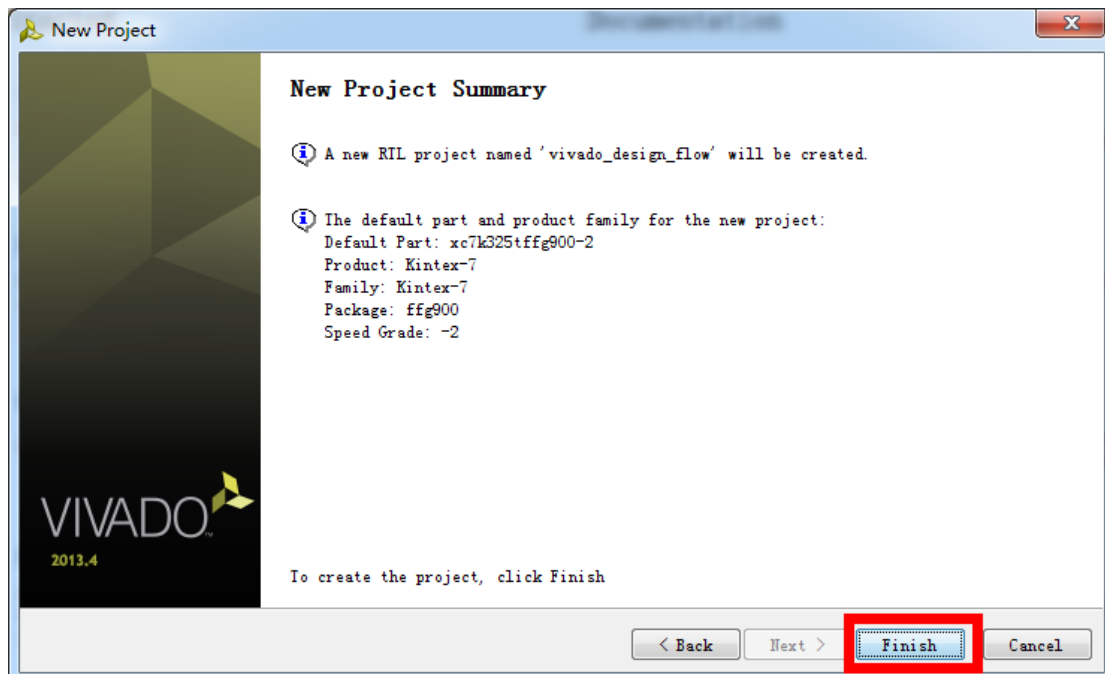 New Project
Documentation
New Project Summary
A new RTL project named 'vivado_design_flow' will be created.
The default part and product family for the new project:
Default Part: xc7k325tffg900-2
Product: Kintex-7
Family: Kintex-7
Package: ffg900
Speed Grade: -2
VIVADO™
2013.4
To create the project, click Finish
< Back
Next >
Finish
Cancel